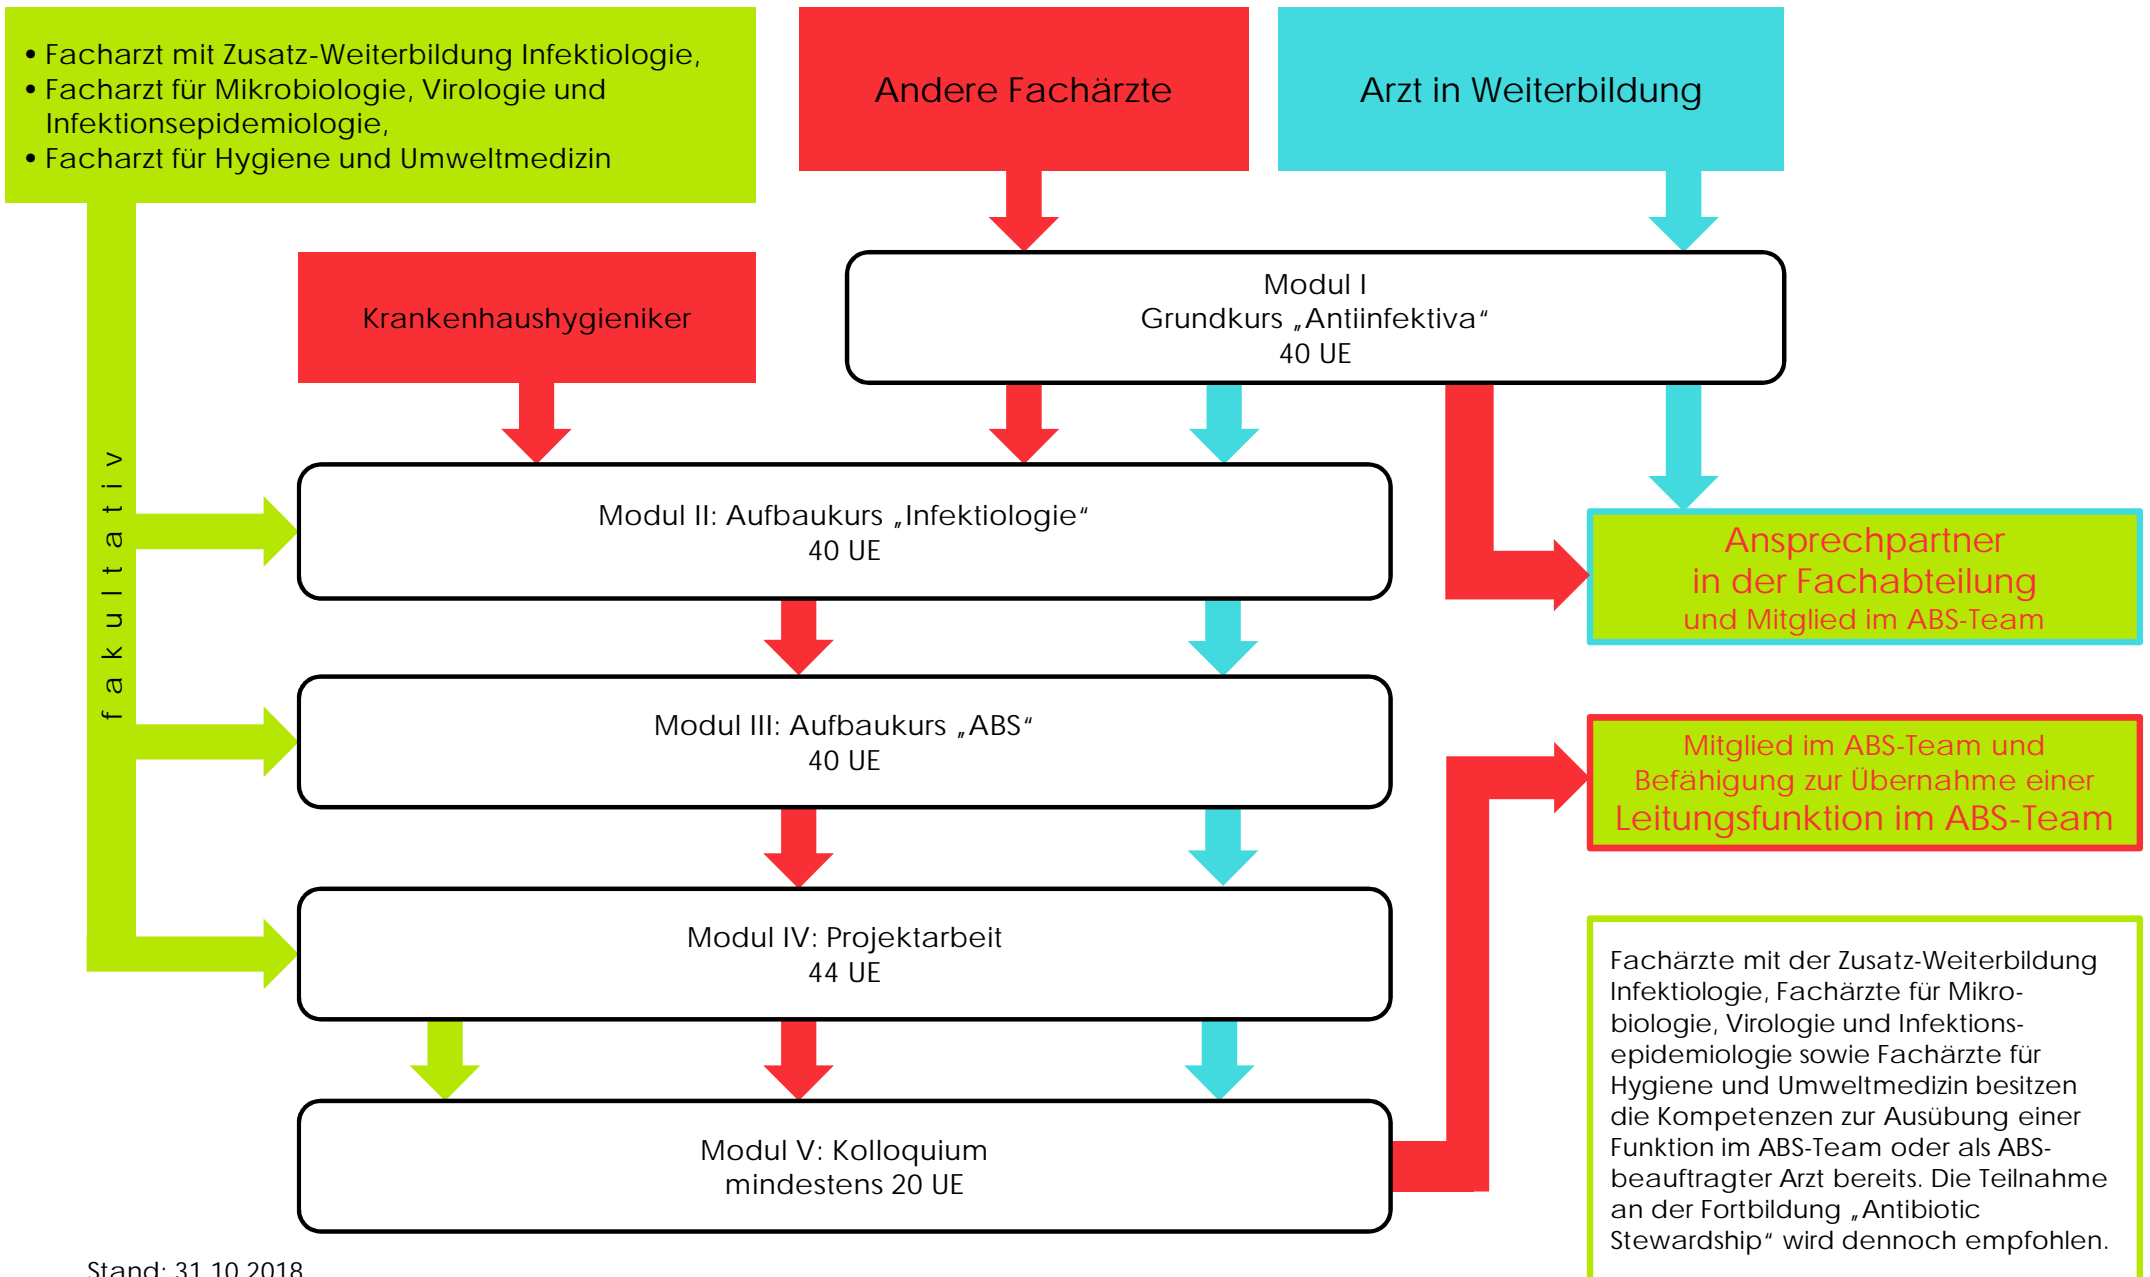 • Facharzt mit Zusatz-Weiterbildung Infektiologie,
• Facharzt für Mikrobiologie, Virologie und
Infektionsepidemiologie,
• Facharzt für Hygiene und Umweltmedizin
Andere Fachärzte
Arzt in Weiterbildung
Krankenhaushygieniker
Modul I
Grundkurs „Antiinfektiva“
40 UE
fakultativ
Modul II: Aufbaukurs „Infektiologie“
40 UE
Ansprechpartner
in der Fachabteilung
und Mitglied im ABS-Team
Modul III: Aufbaukurs „ABS“
40 UE
Mitglied im ABS-Team und
Befähigung zur Übernahme einer
Leitungsfunktion im ABS-Team
Modul IV: Projektarbeit
44 UE
Modul V: Kolloquium
mindestens 20 UE
Fachärzte mit der Zusatz-Weiterbildung
Infektiologie, Fachärzte für Mikro-
biologie, Virologie und Infektions-
epidemiologie sowie Fachärzte für
Hygiene und Umweltmedizin besitzen
die Kompetenzen zur Ausübung einer
Funktion im ABS-Team oder als ABS-
beauftragter Arzt bereits. Die Teilnahme
an der Fortbildung „Antibiotic
Stewardship“ wird dennoch empfohlen.
Stand: 31.10.2018